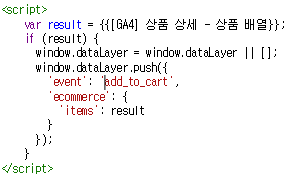 <script>
var result = {{[GA4] 상품 상세 - 상품 배열}};
if (result) {
window.dataLayer = window.dataLayer || [];
window.dataLayer.push({
'event': 'add_to_cart',
'ecommerce': {
'items': result
}
});
}
</script>